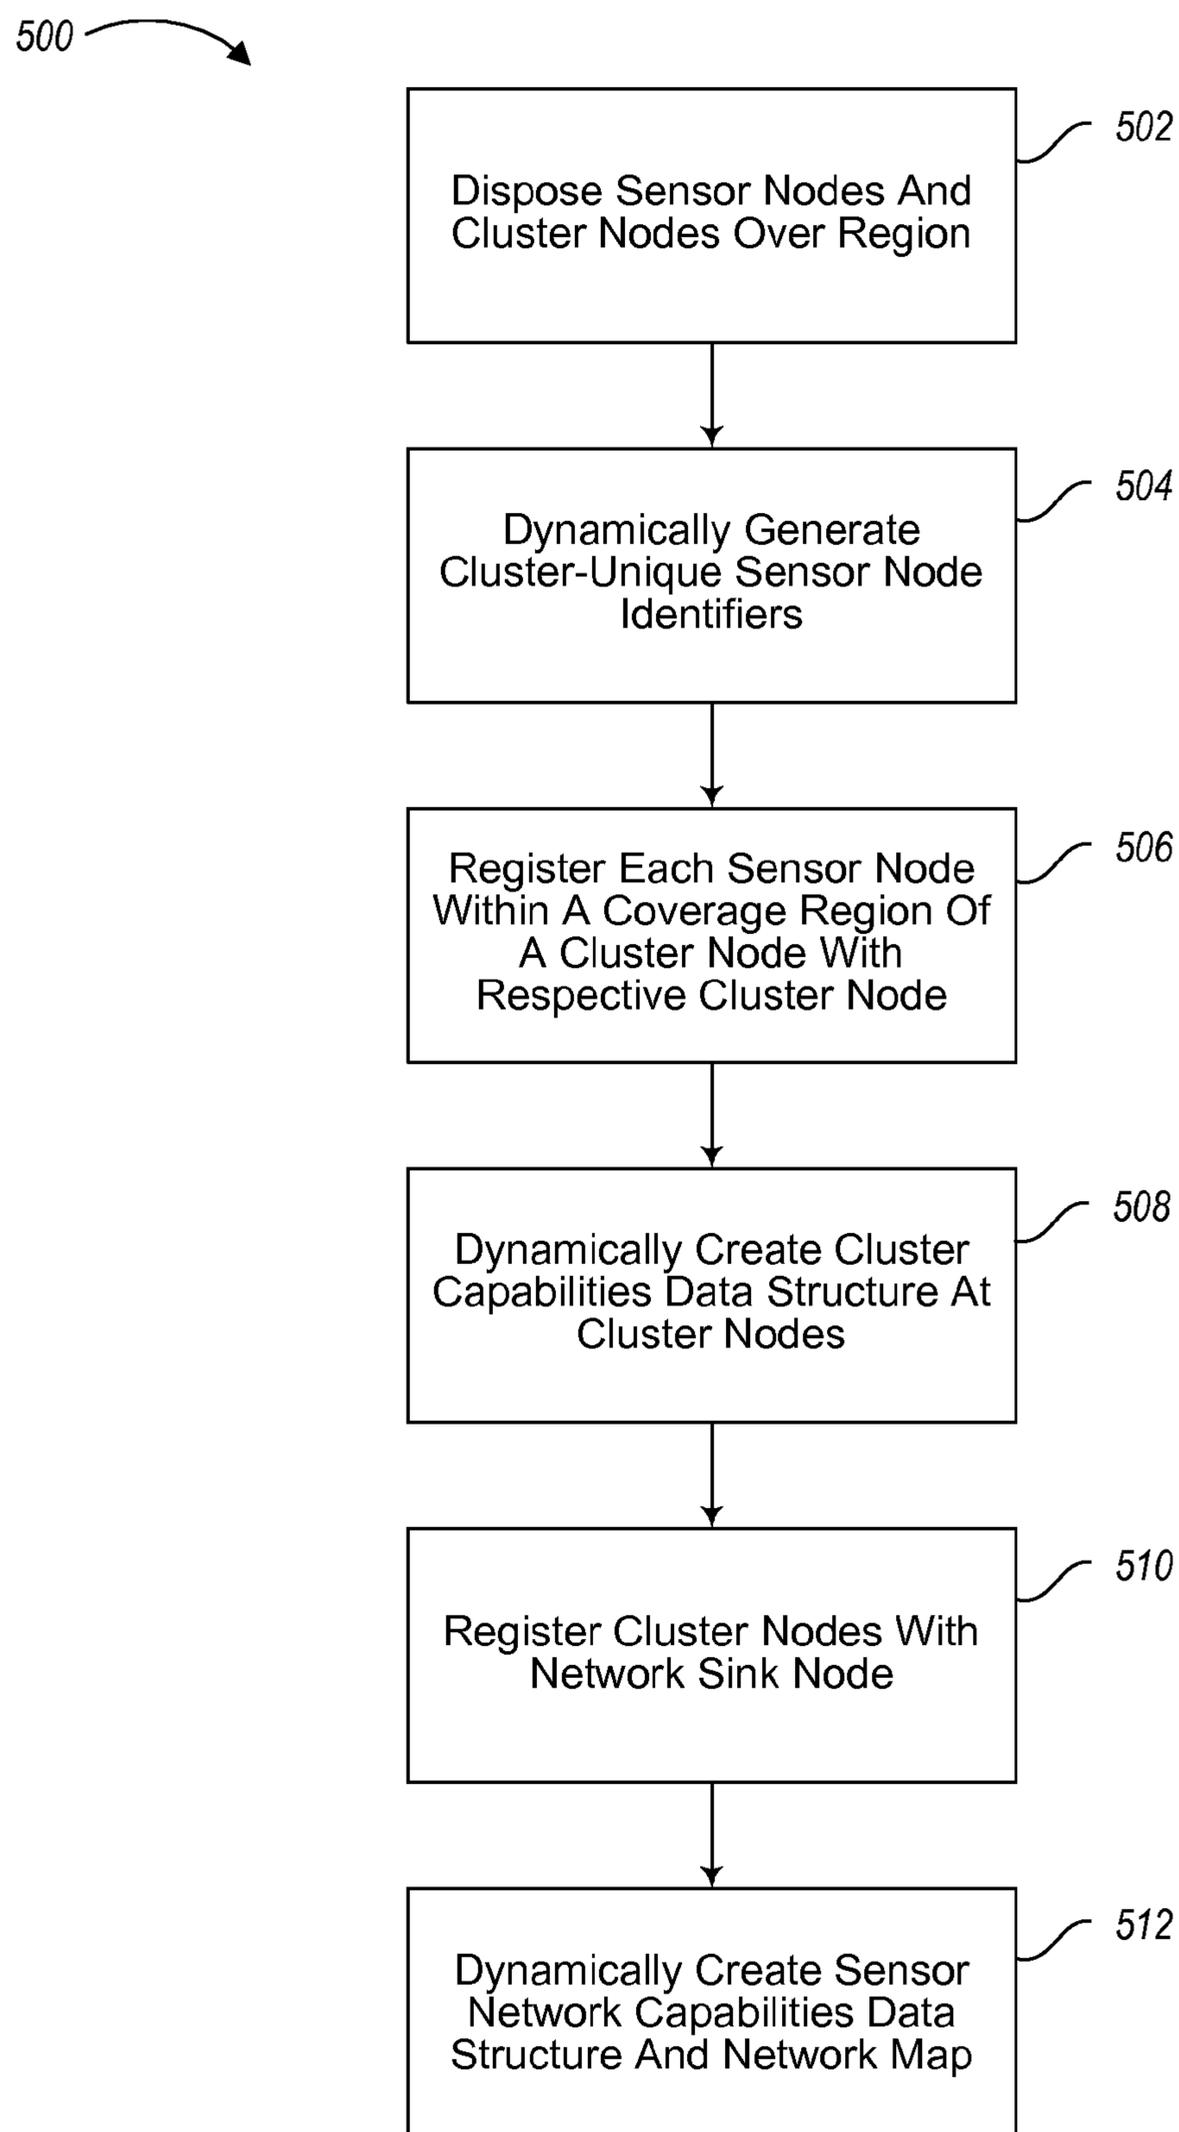 500
502
Dispose Sensor Nodes And
Cluster Nodes Over Region
504
Dynamically Generate
Cluster-Unique Sensor Node
Identifiers
506
Register Each Sensor Node
Within A Coverage Region Of
A Cluster Node With
Respective Cluster Node
508
Dynamically Create Cluster
Capabilities Data Structure At
Cluster Nodes
510
Register Cluster Nodes With
Network Sink Node
512
Dynamically Create Sensor
Network Capabilities Data
Structure And Network Map